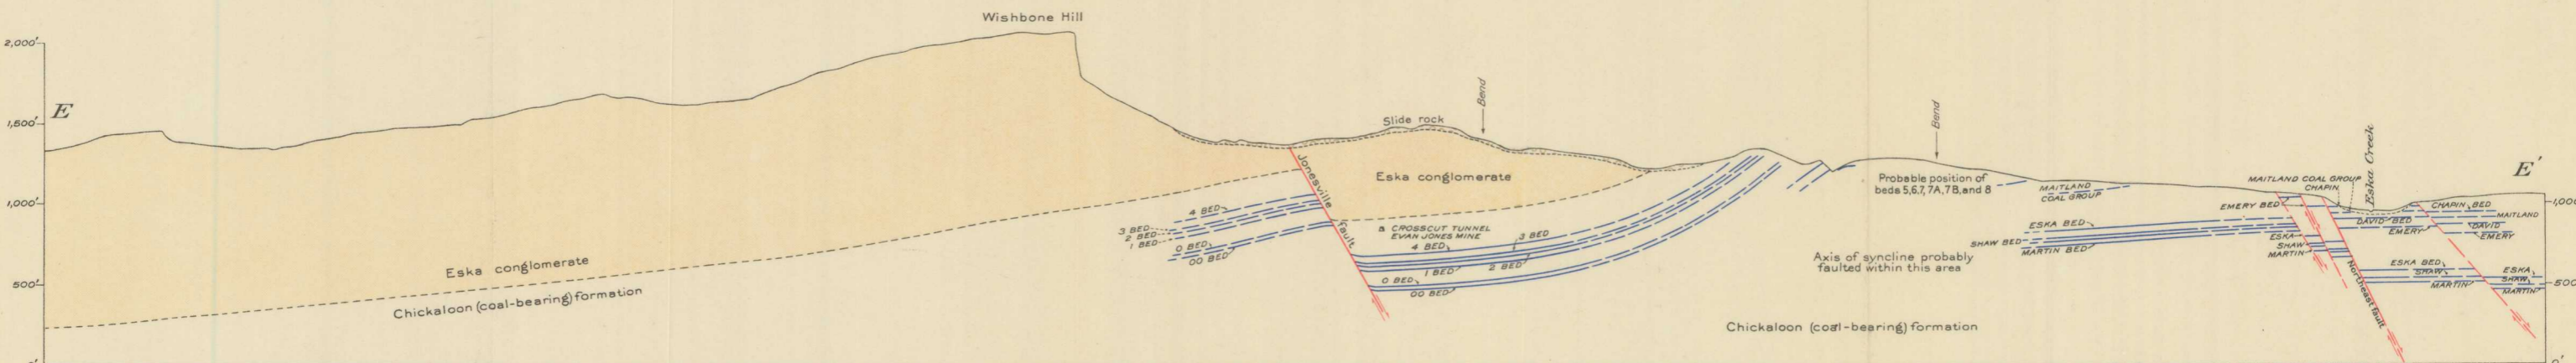 Wishbone Hill
2,000'
1,500'
1,000'
500'
0'
E
Eska conglomerate
Chickaloon (coal-bearing) formation
4 BED
3 BED
2 BED
1 BED
0 BED
00 BED
Jonesville fault
Slide rock
Bend
Eska conglomerate
a CROSSCUT TUNNEL
EVAN JONES MINE
4 BED
3 BED
1 BED
2 BED
0 BED
00 BED
Bend
Probable position of
beds 5,6,7, 7A, 7B, and 8
MAITLAND
COAL GROUP
ESKA BED
SHAW BED
MARTIN BED
Axis of syncline probably
faulted within this area
Chickaloon (coal-bearing) formation
MAITLAND COAL GROUP
CHAPIN
Eska Creek
EMERY BED
ESKA
SHAW
MARTIN
Northeast fault
DAVID BED
EMERY
CHAPIN BED
MAITLAND
DAVID
EMERY
ESKA BED
SHAW
MARTIN
ESKA
SHAW
MARTIN
E'
1,000
500
0'